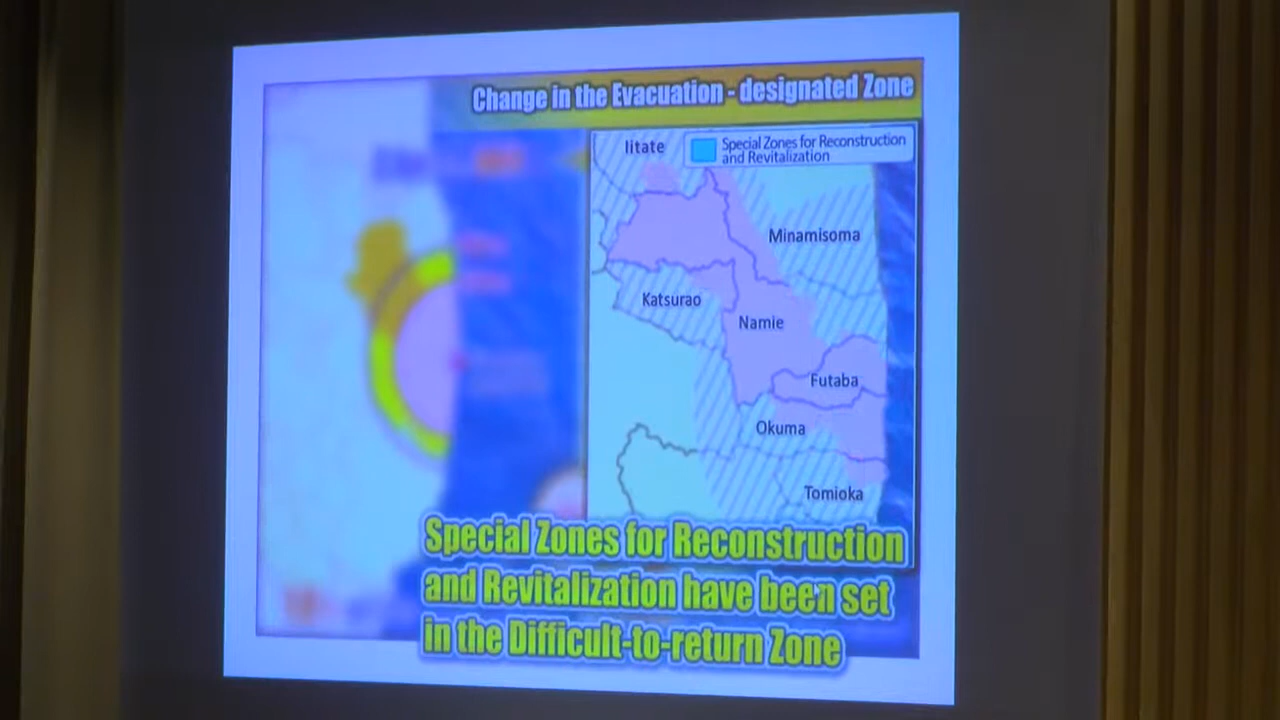 Change in the Evacuation - designated Zone
Iitate
Special Zones for Reconstruction
and Revitalization
Minamisoma
Katsurao
Namie
Futaba
Okuma
Tomioka
Special Zones for Reconstruction
and Revitalization have been set
in the Difficult-to-return Zone